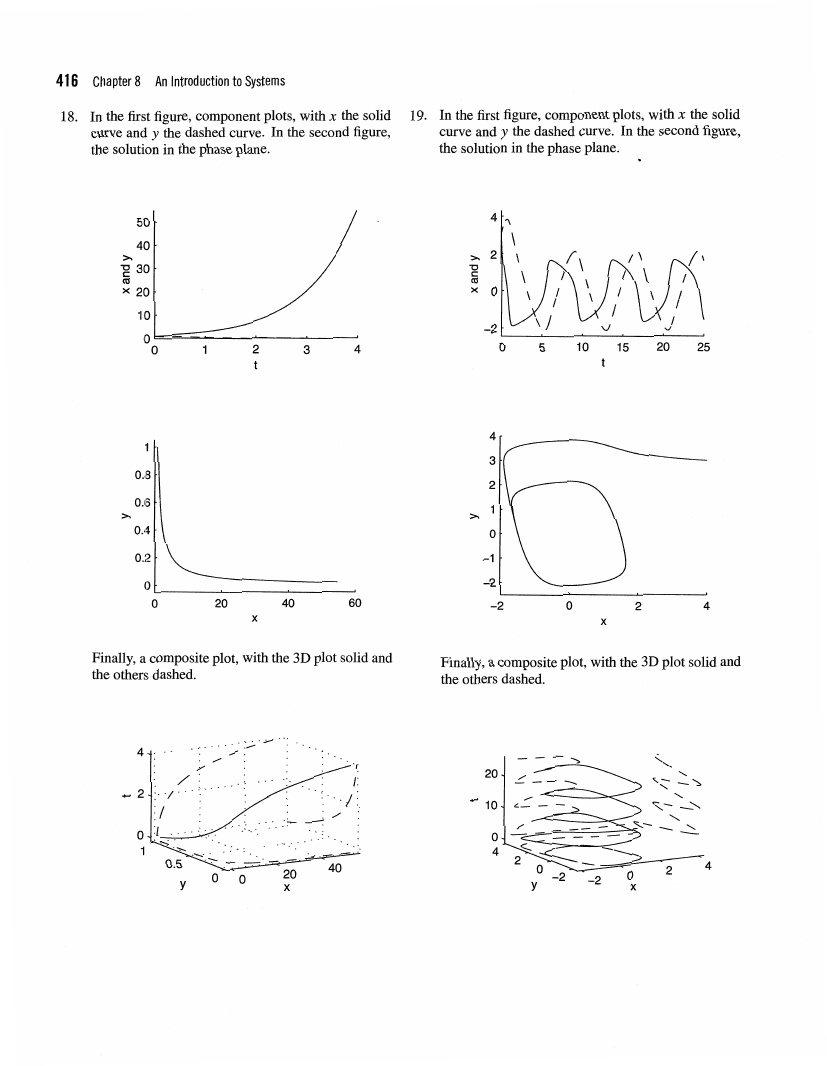 416 Chapter 8 An Introduction to Systems
18. In the first figure, component plots, with x the solid
curve and y the dashed curve. In the second figure,
the solution in the phase plane.
50
40
30
20
10
0
x and y
0 1 2 3 4
t
1
0.8
0.6
0.4
0.2
0
y
0 20 40 60
x
Finally, a composite plot, with the 3D plot solid and
the others dashed.
4
2
0
t
1
0.5
0
y
0
20
40
x
19. In the first figure, component plots, with x the solid
curve and y the dashed curve. In the second figure,
the solution in the phase plane.
4
2
0
−2
x and y
0 5 10 15 20 25
t
4
3
2
1
0
−1
−2
y
−2 0 2 4
x
Finally, a composite plot, with the 3D plot solid and
the others dashed.
20
10
0
t
4
2
0
−2
y
−2
0
2
4
x